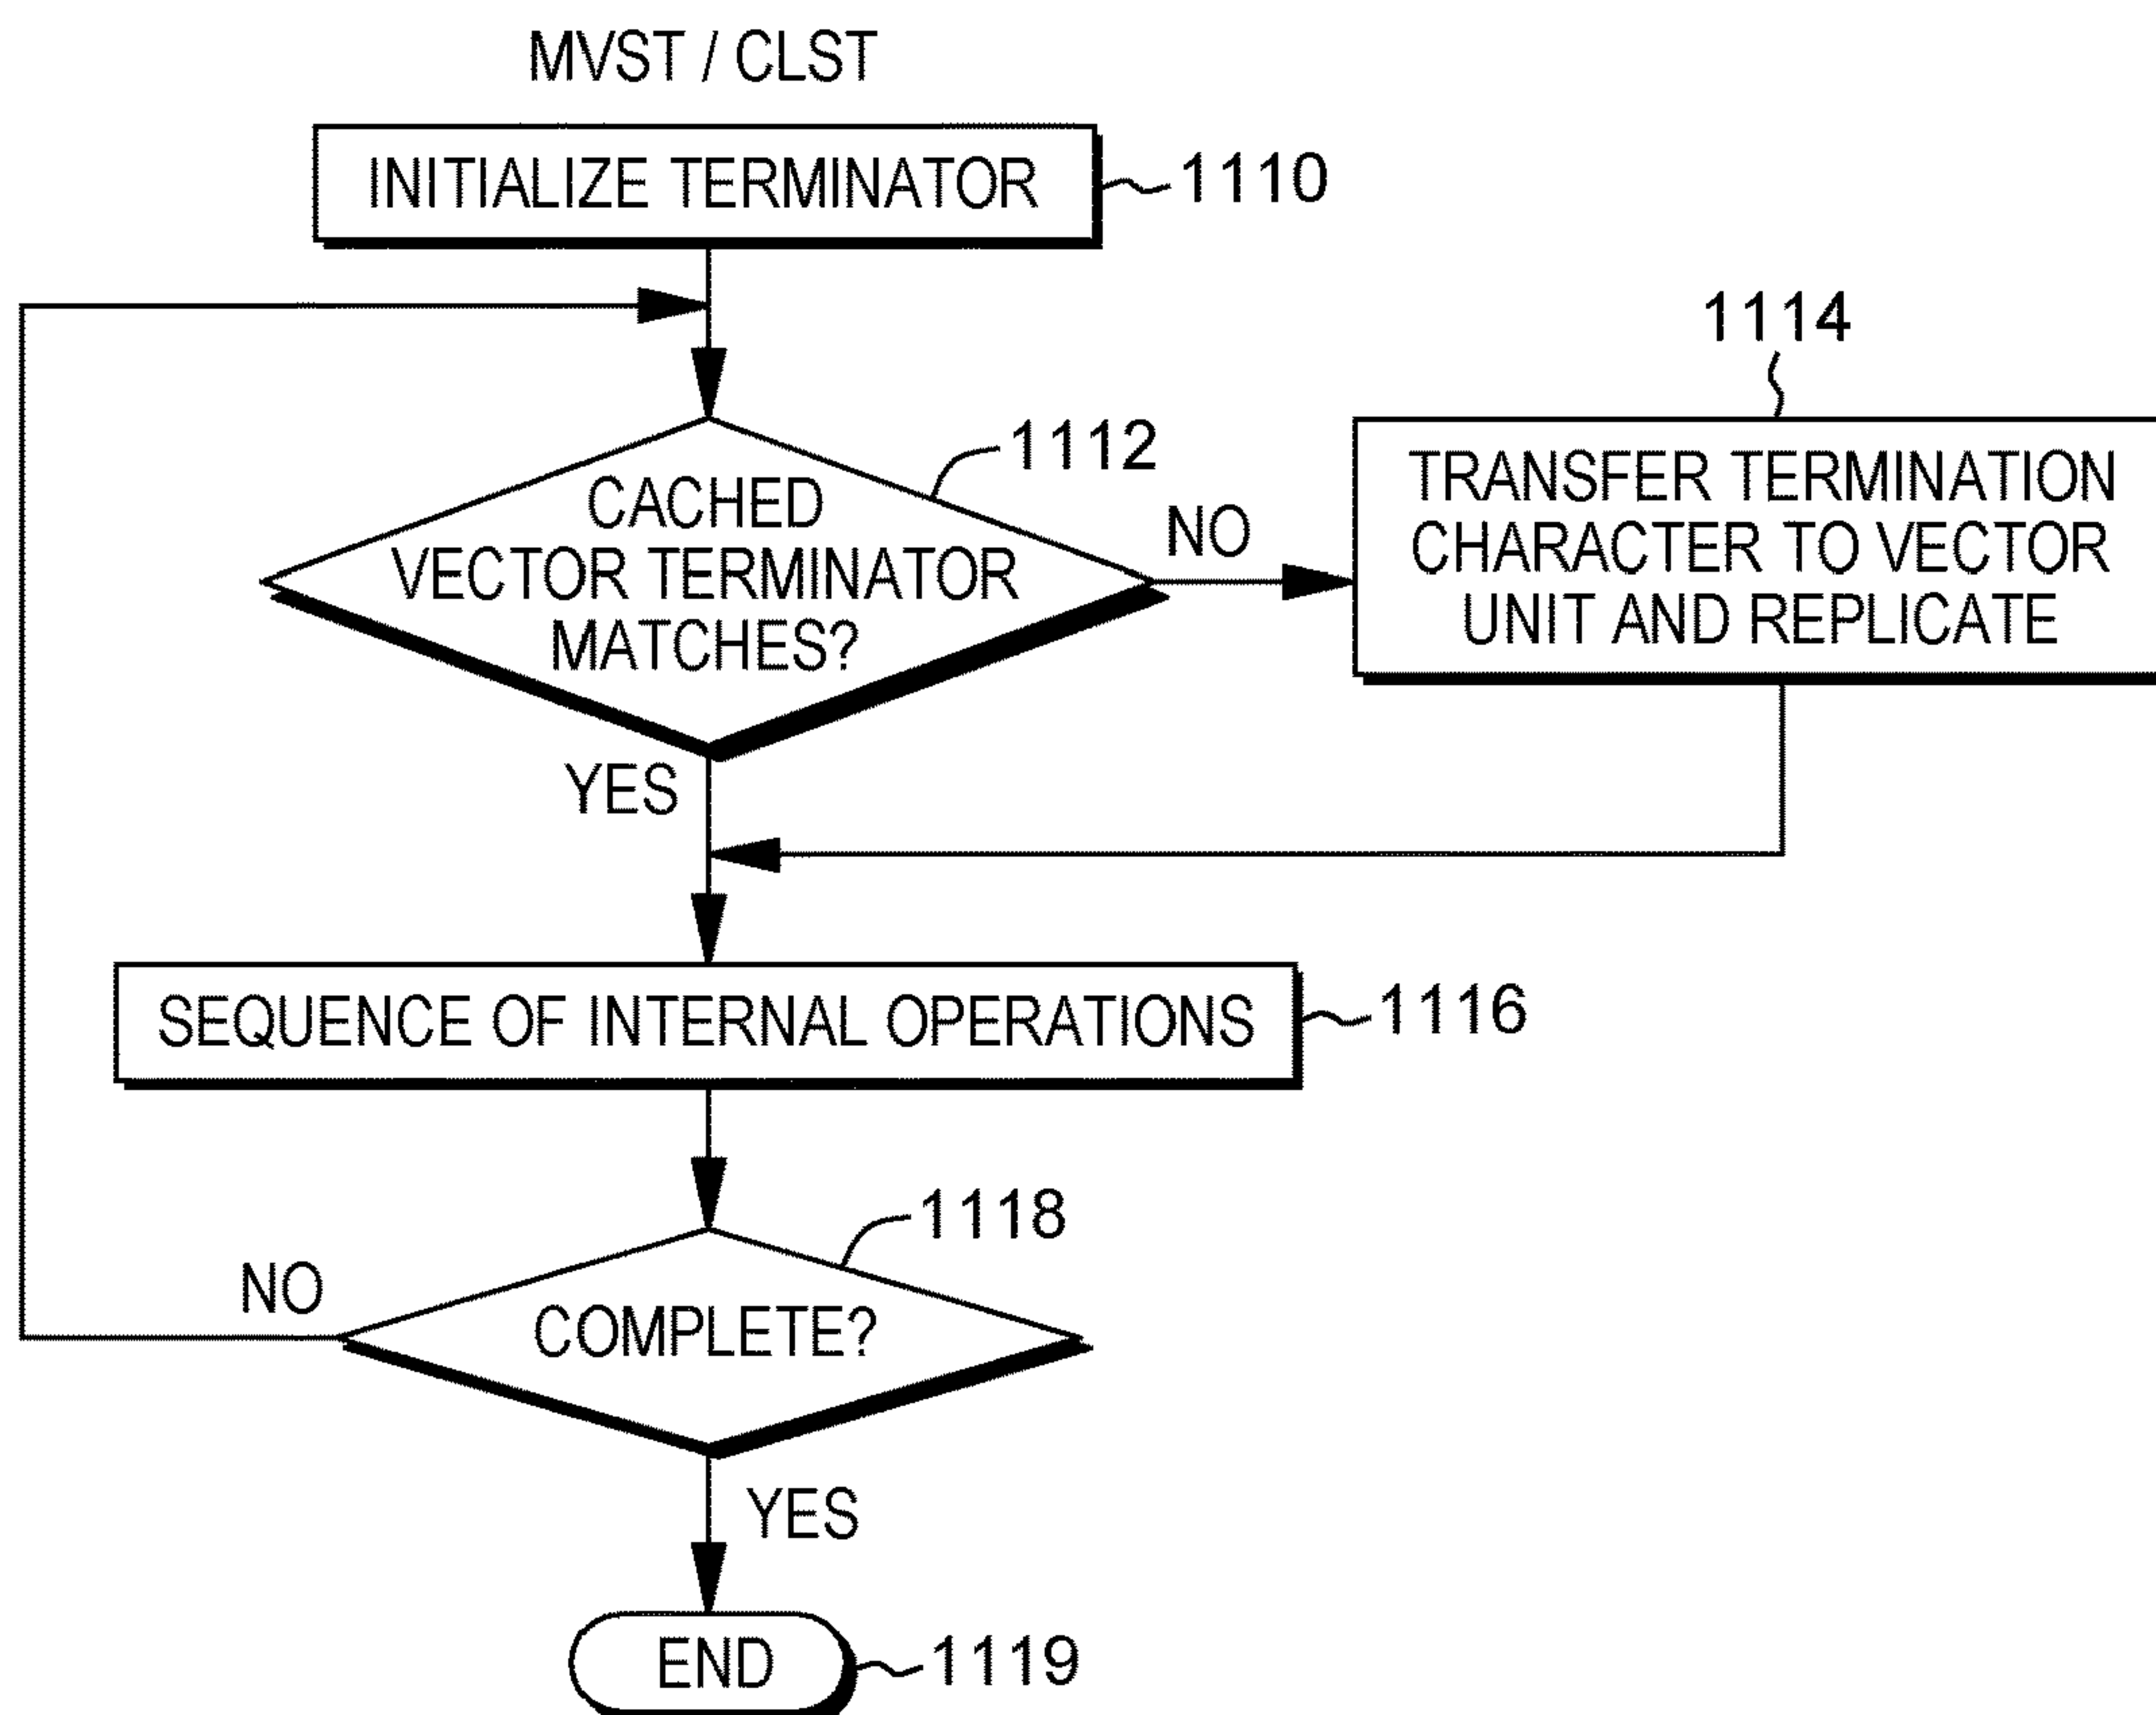 MVST / CLST
INITIALIZE TERMINATOR
1110
1114
1112
CACHED
VECTOR TERMINATOR
MATCHES?
NO
TRANSFER TERMINATION
CHARACTER TO VECTOR
UNIT AND REPLICATE
YES
SEQUENCE OF INTERNAL OPERATIONS
1116
1118
NO
COMPLETE?
YES
END
1119